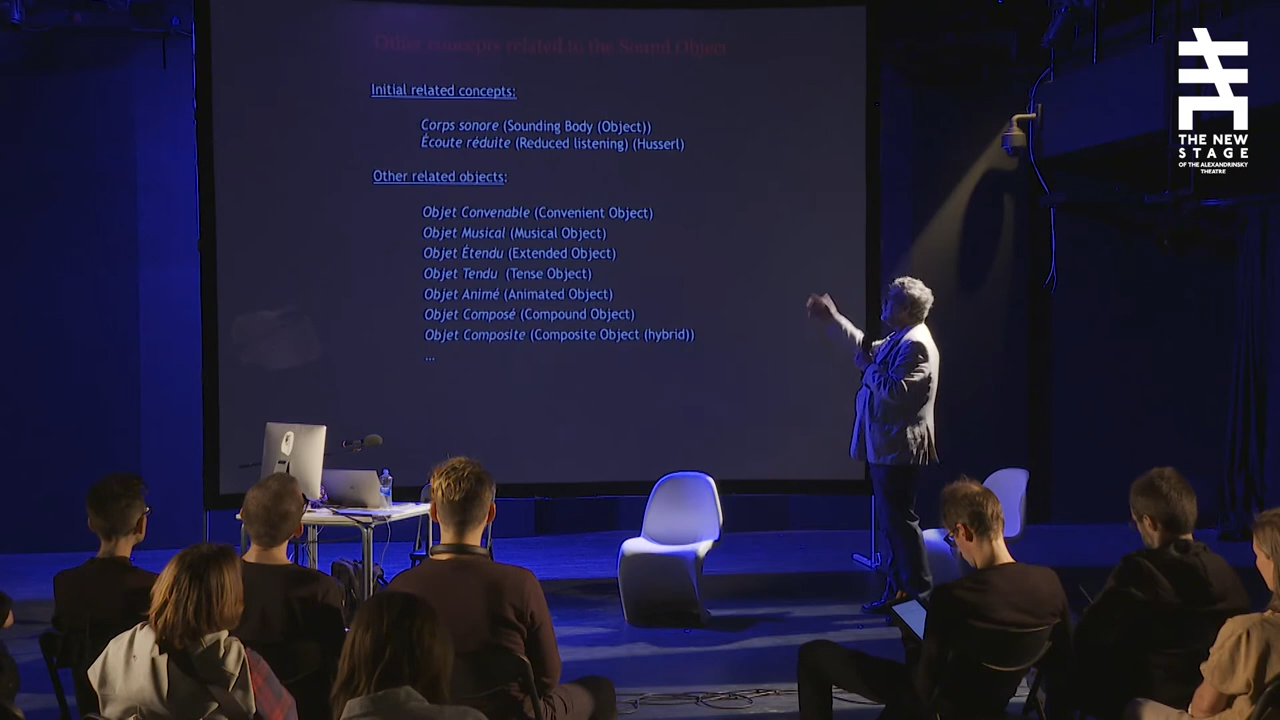 Other concepts related to the Sound Object
Initial related concepts:
Corps sonore (Sounding Body (Object))
Écoute réduite (Reduced listening) (Husserl)
Other related objects:
Objet Convenable (Convenient Object)
Objet Musical (Musical Object)
Objet Étendu (Extended Object)
Objet Tendu (Tense Object)
Objet Animé (Animated Object)
Objet Composé (Compound Object)
Objet Composite (Composite Object (hybrid))
...
THE NEW
STAGE
OF THE ALEXANDRINSKY
THEATRE